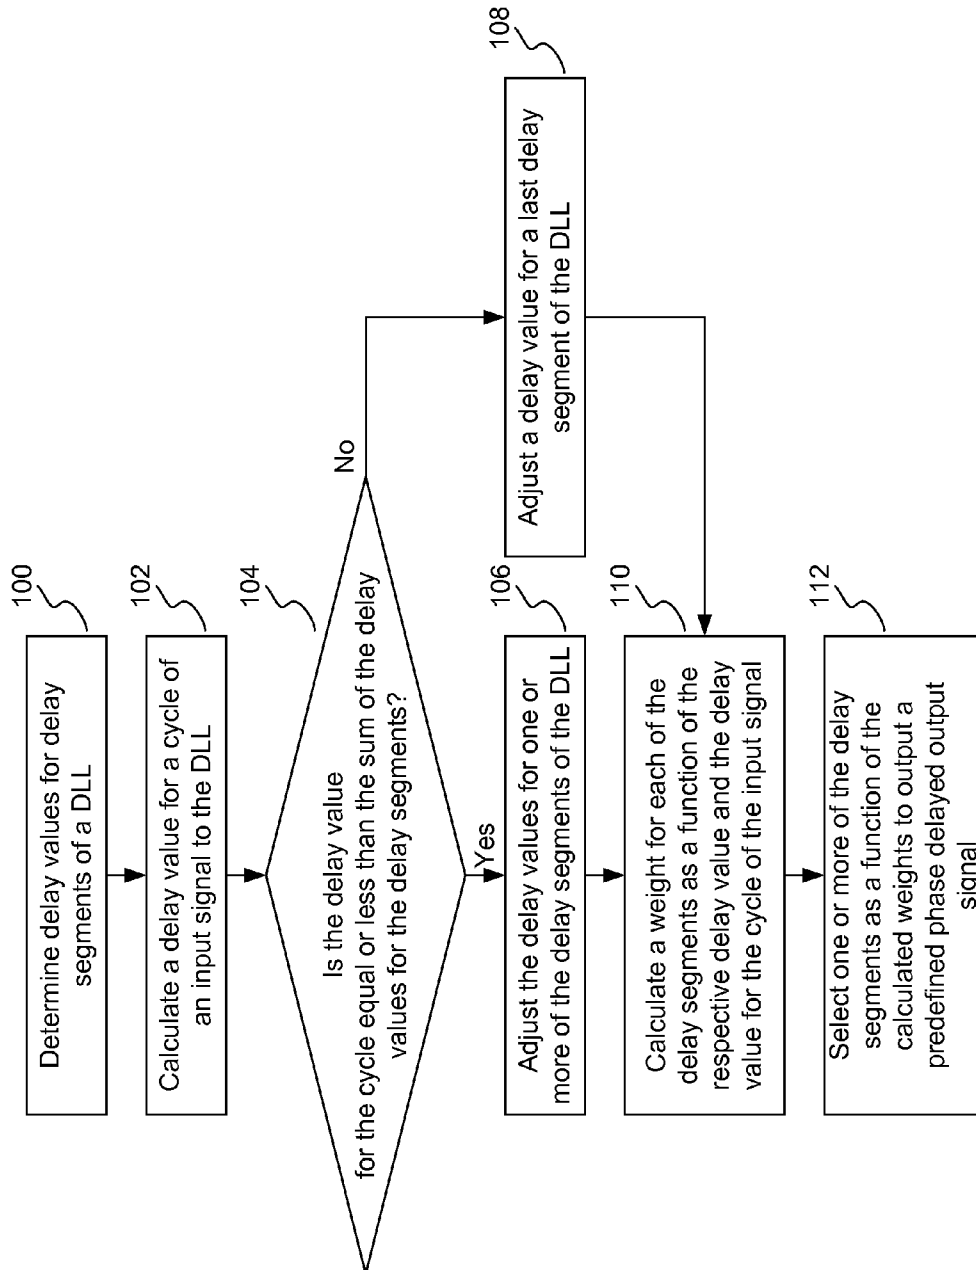 100
Determine delay values for delay
segments of a DLL
102
Calculate a delay value for a cycle of
an input signal to the DLL
104
Is the delay value
for the cycle equal or less than the sum of the delay
values for the delay segments?
No
Yes
106
Adjust the delay values for one or
more of the delay segments of the DLL
108
Adjust a delay value for a last delay
segment of the DLL
110
Calculate a weight for each of the
delay segments as a function of the
respective delay value and the delay
value for the cycle of the input signal
112
Select one or more of the delay
segments as a function of the
calculated weights to output a
predefined phase delayed output
signal